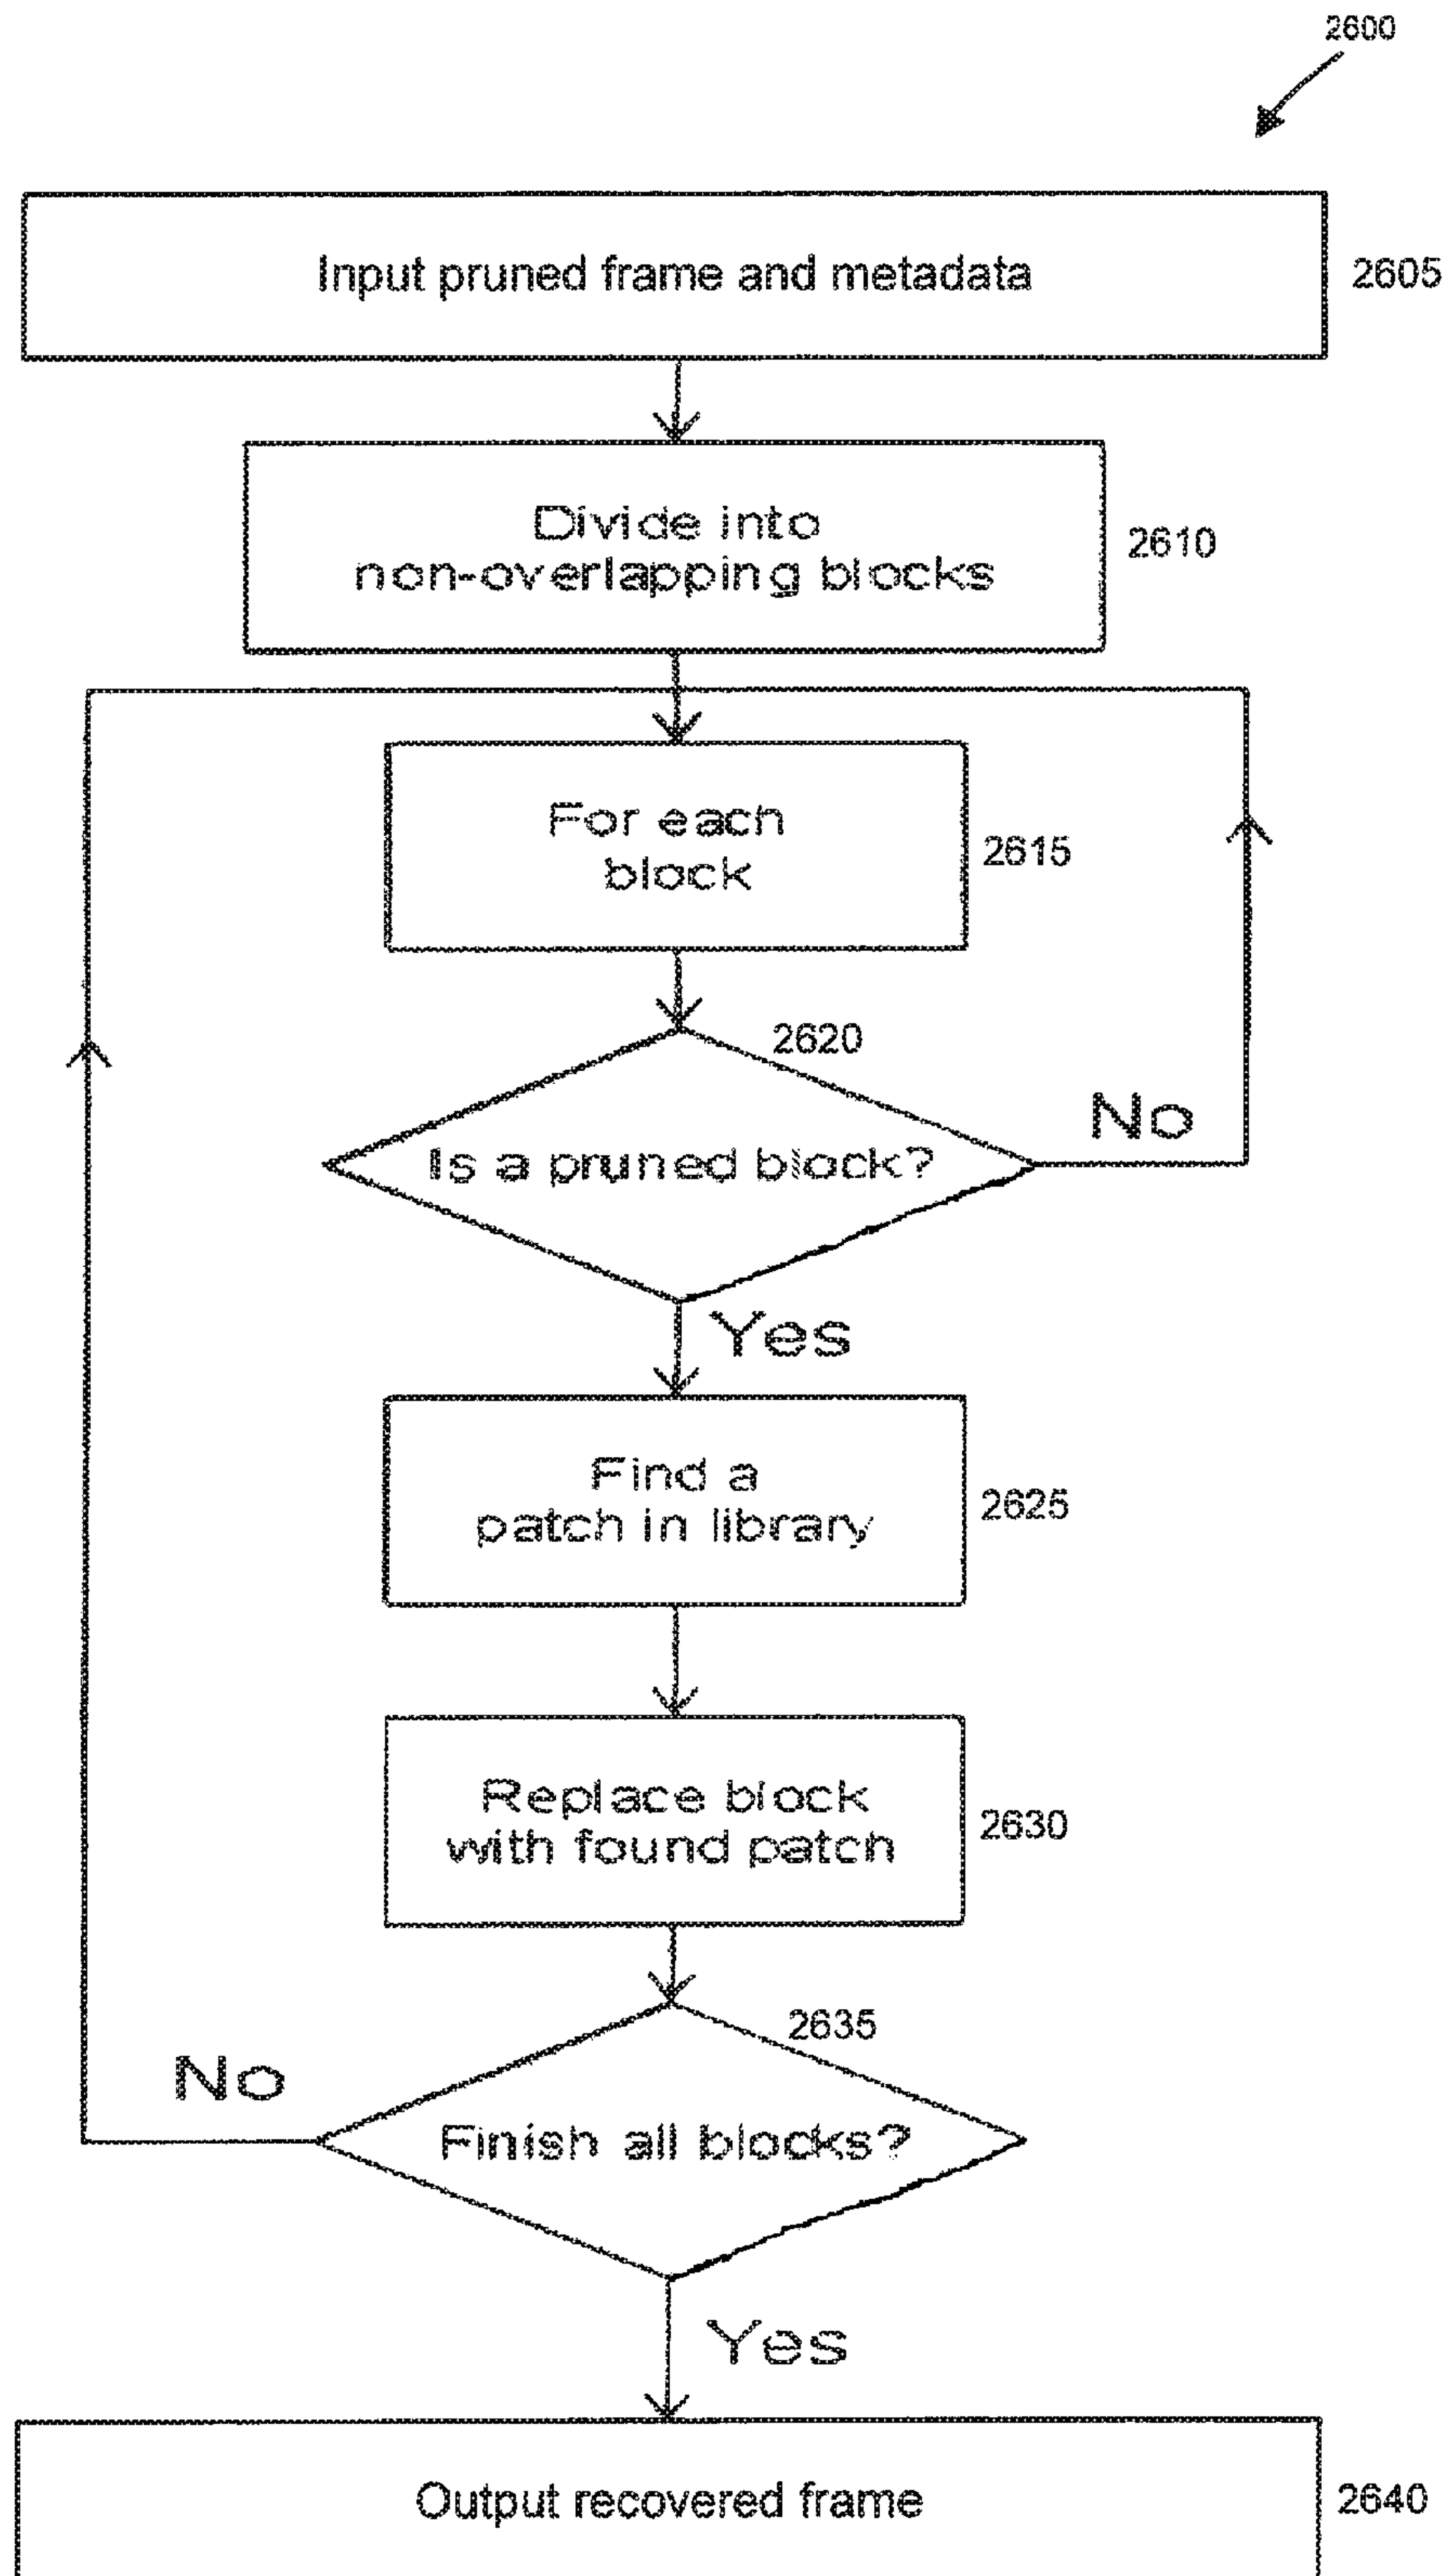 2600
Input pruned frame and metadata
2605
Divide into
non-overlapping blocks
2610
For each
block
2615
2620
Is a pruned block?
No
Yes
Find a
patch in library
2625
Replace block
with found patch
2630
2635
No
Finish all blocks?
Yes
Output recovered frame
2640